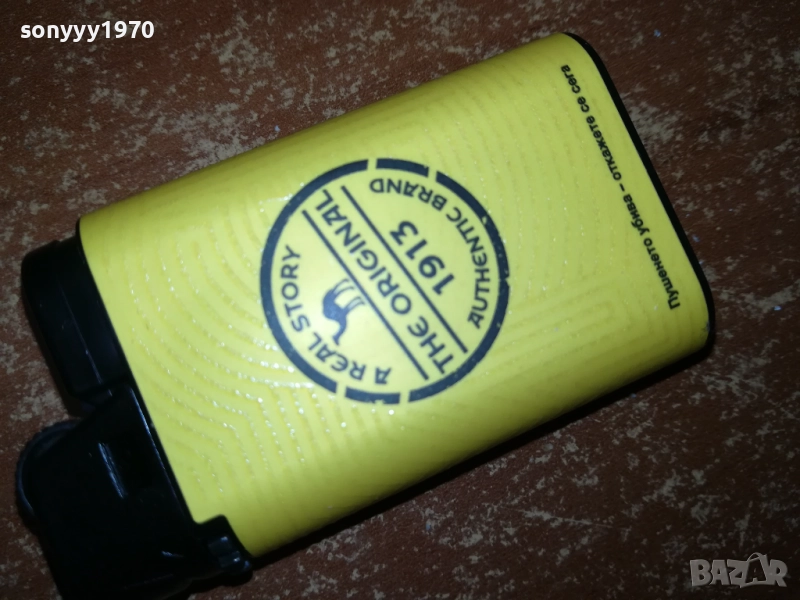 sonyyy1970
A REAL STORY
THE ORIGINAL
1913
AUTHENTIC BRAND
Пушенето убива – откажете се сега
BAZAR